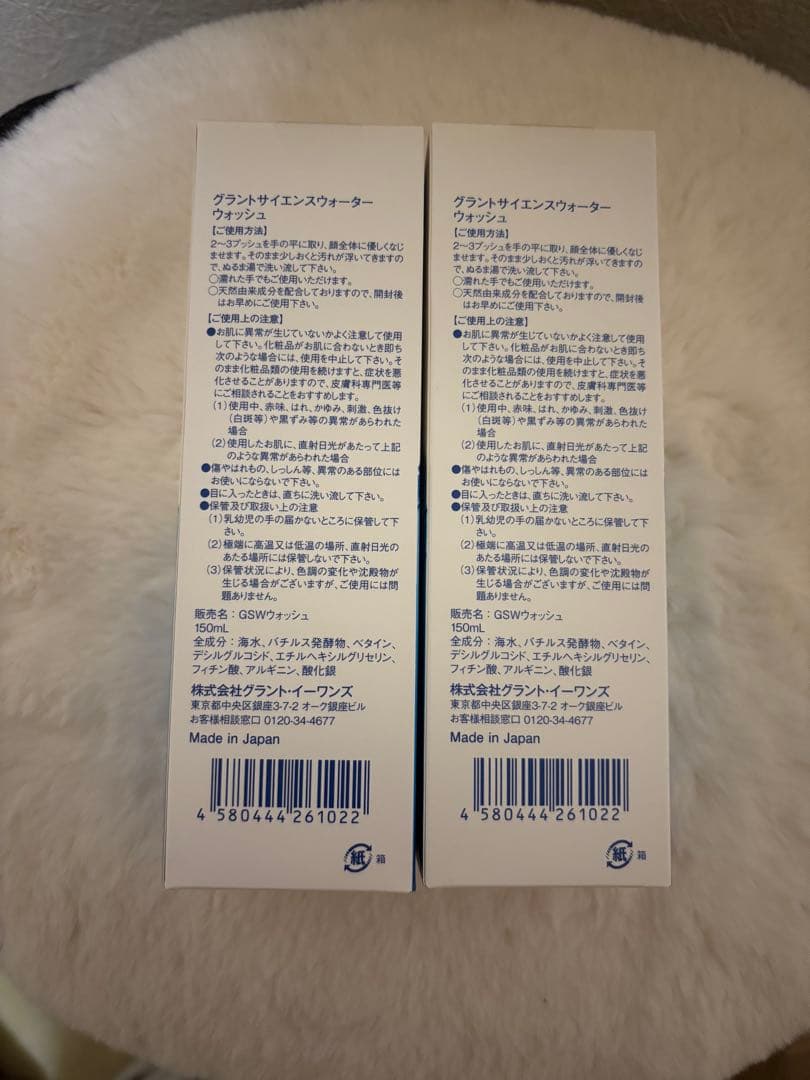 グラントサイエンスウォーター
ウォッシュ
【ご使用方法】
2〜3プッシュを手の平に取り、顔全体に優しくなじ
ませます。そのまま少しおくと汚れが浮いてきますの
で、ぬるま湯で洗い流して下さい。
○濡れた手でもご使用いただけます。
○天然由来成分を配合しておりますので、開封後
はお早めにご使用下さい。
【ご使用上の注意】
●お肌に異常が生じていないかよく注意して使用
して下さい。化粧品がお肌に合わないとき即ち
次のような場合には、使用を中止して下さい。そ
のまま化粧品類の使用を続けますと、症状を悪
化させることがありますので、皮膚科専門医等
にご相談されることをおすすめします。
(1)使用中、赤味、はれ、かゆみ、刺激、色抜け
(白斑等)や黒ずみ等の異常があらわれた
場合
(2)使用したお肌に、直射日光があたって上記
のような異常があらわれた場合
●傷やはれもの、しっしん等、異常のある部位には
お使いにならないで下さい。
●目に入ったときは、直ちに洗い流して下さい。
●保管及び取扱い上の注意
(1)乳幼児の手の届かないところに保管して下
さい。
(2)極端に高温又は低温の場所、直射日光の
あたる場所には保管しないで下さい。
(3)保管状況により、色調の変化や沈殿物が
生じる場合がございますが、ご使用には問
題ありません。
販売名：GSWウォッシュ
150mL
全成分：海水、バチルス発酵物、ベタイン、
デシルグルコシド、エチルヘキシルグリセリン、
フィチン酸、アルギニン、酸化銀
株式会社グラント・イーワンズ
東京都中央区銀座3-7-2 オーク銀座ビル
お客様相談窓口 0120-34-4677
Made in Japan
4 580444 261022
紙 箱
グラントサイエンスウォーター
ウォッシュ
【ご使用方法】
2〜3プッシュを手の平に取り、顔全体に優しくなじ
ませます。そのまま少しおくと汚れが浮いてきますの
で、ぬるま湯で洗い流して下さい。
○濡れた手でもご使用いただけます。
○天然由来成分を配合しておりますので、開封後
はお早めにご使用下さい。
【ご使用上の注意】
●お肌に異常が生じていないかよく注意して使用
して下さい。化粧品がお肌に合わないとき即ち
次のような場合には、使用を中止して下さい。そ
のまま化粧品類の使用を続けますと、症状を悪
化させることがありますので、皮膚科専門医等
にご相談されることをおすすめします。
(1)使用中、赤味、はれ、かゆみ、刺激、色抜け
(白斑等)や黒ずみ等の異常があらわれた
場合
(2)使用したお肌に、直射日光があたって上記
のような異常があらわれた場合
●傷やはれもの、しっしん等、異常のある部位には
お使いにならないで下さい。
●目に入ったときは、直ちに洗い流して下さい。
●保管及び取扱い上の注意
(1)乳幼児の手の届かないところに保管して下
さい。
(2)極端に高温又は低温の場所、直射日光の
あたる場所には保管しないで下さい。
(3)保管状況により、色調の変化や沈殿物が
生じる場合がございますが、ご使用には問
題ありません。
販売名：GSWウォッシュ
150mL
全成分：海水、バチルス発酵物、ベタイン、
デシルグルコシド、エチルヘキシルグリセリン、
フィチン酸、アルギニン、酸化銀
株式会社グラント・イーワンズ
東京都中央区銀座3-7-2 オーク銀座ビル
お客様相談窓口 0120-34-4677
Made in Japan
4 580444 261022
紙 箱